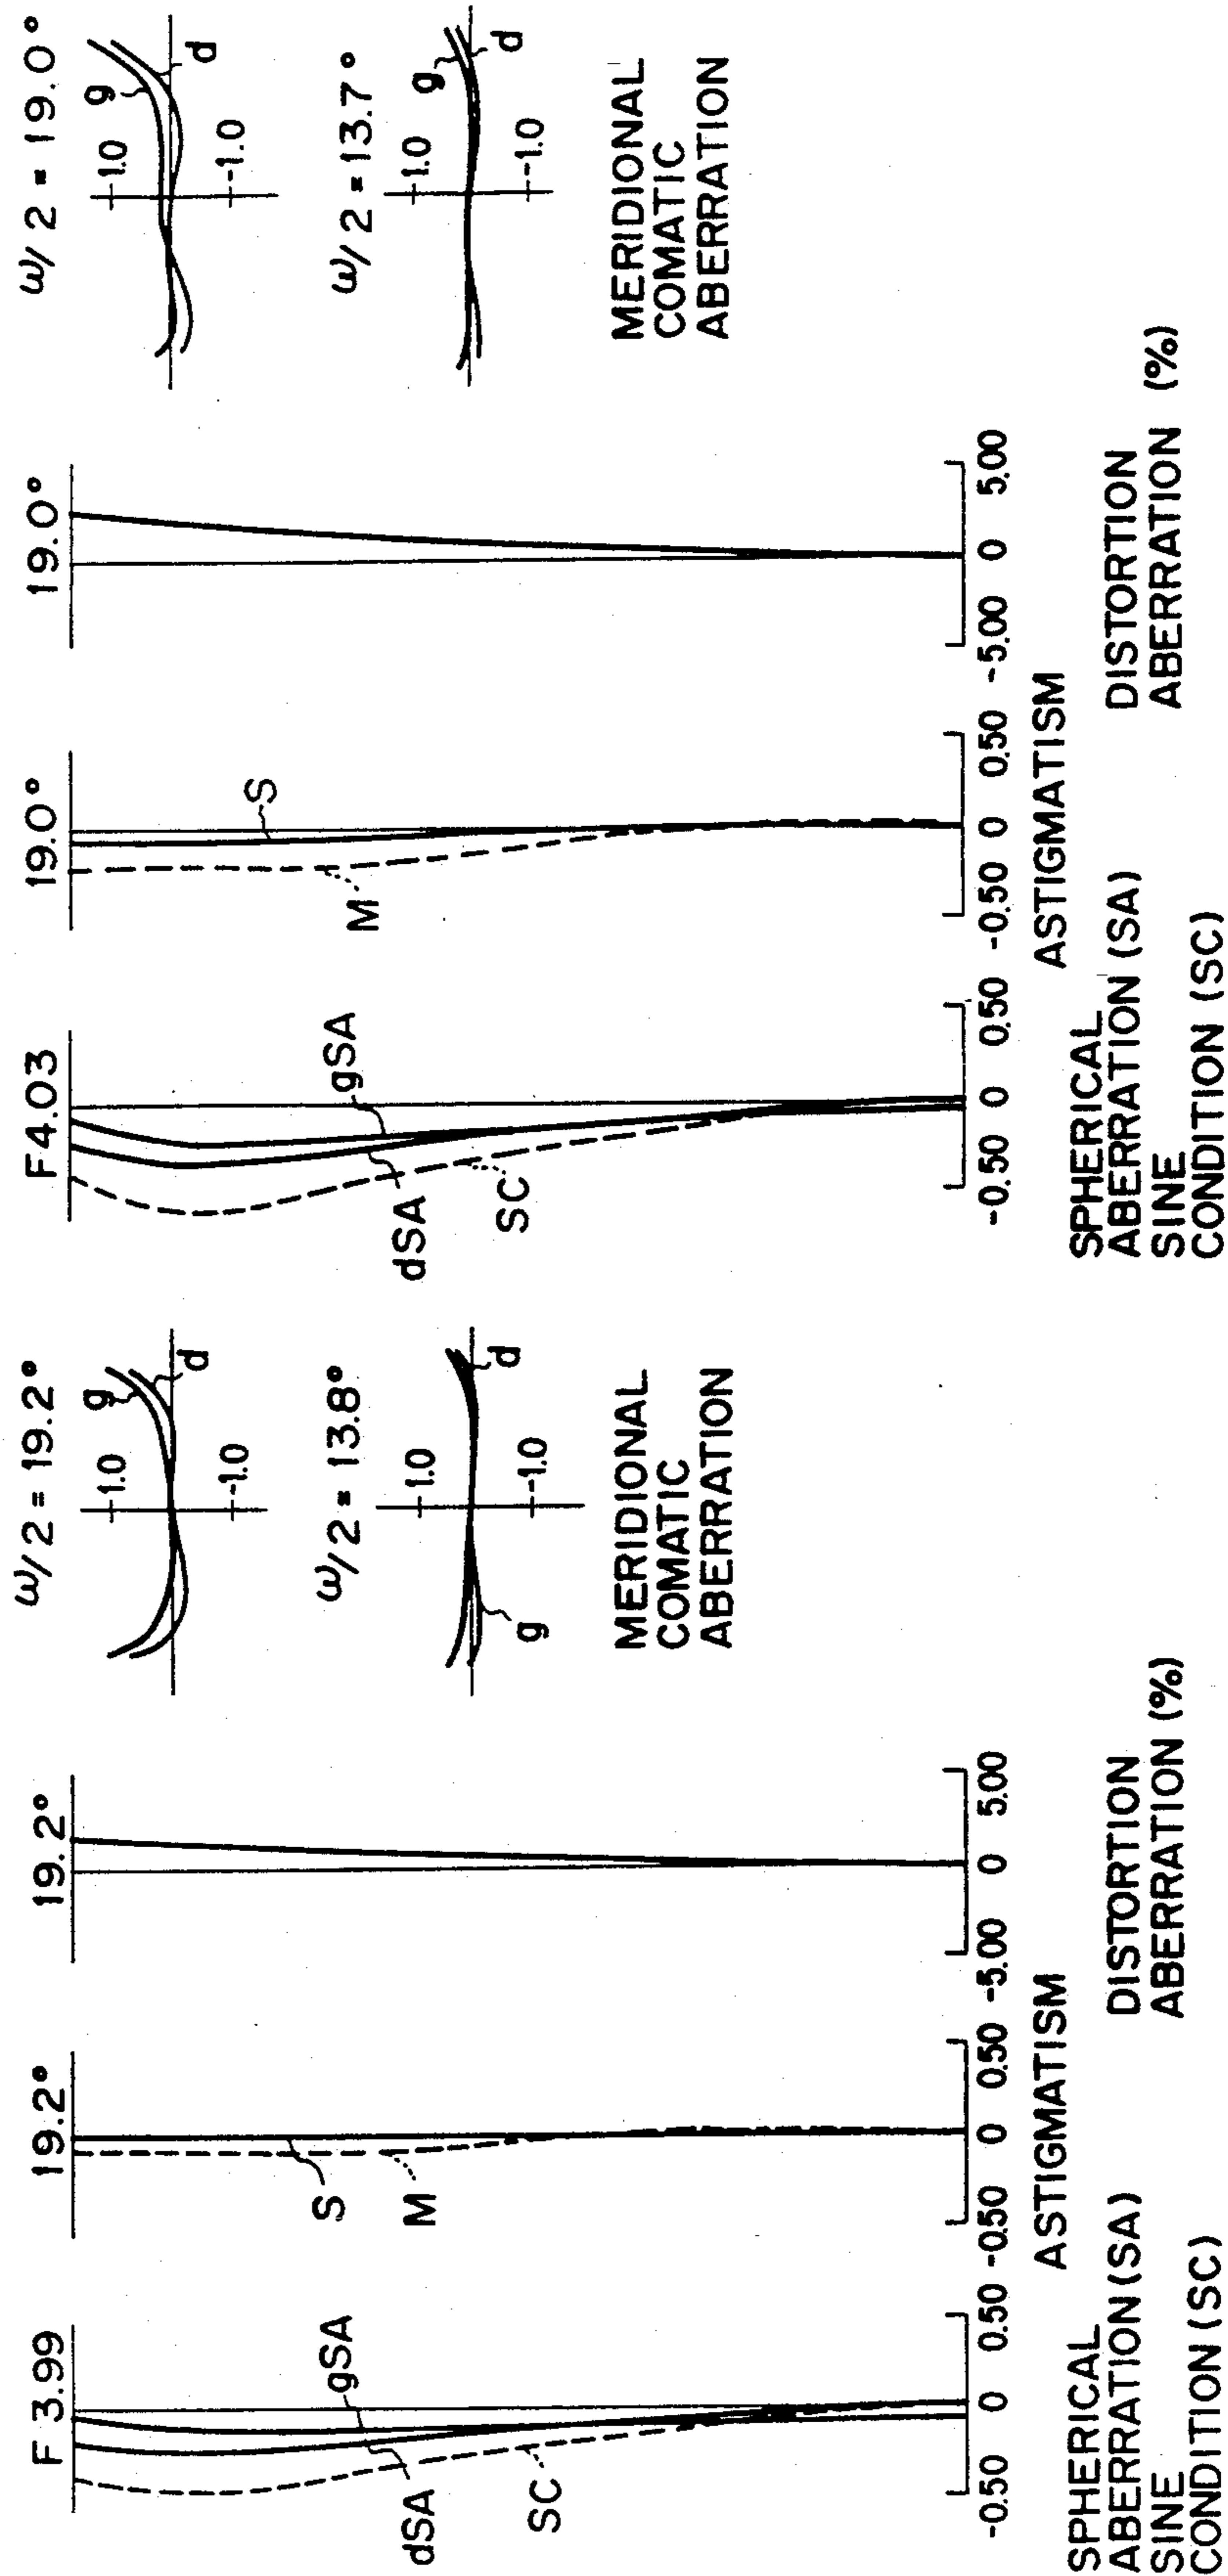 F 3.99
gSA
dSA
SC
-0.50 0 0.50
SPHERICAL
ABERRATION (SA)
SINE
CONDITION (SC)
19.2°
S
M
-0.50 0 0.50
ASTIGMATISM
19.2°
-5.00 0 5.00
DISTORTION
ABERRATION (%)
ω/2 = 19.2°
1.0
g
d
-1.0
ω/2 = 13.8°
1.0
d
g
-1.0
MERIDIONAL
COMATIC
ABERRATION
F4.03
gSA
dSA
SC
-0.50 0 0.50
SPHERICAL
ABERRATION (SA)
SINE
CONDITION (SC)
19.0°
S
M
-0.50 0 0.50
ASTIGMATISM
19.0°
-5.00 0 5.00
DISTORTION
ABERRATION (%)
ω/2 = 19.0°
1.0
g
d
-1.0
ω/2 = 13.7°
1.0
g
d
-1.0
MERIDIONAL
COMATIC
ABERRATION